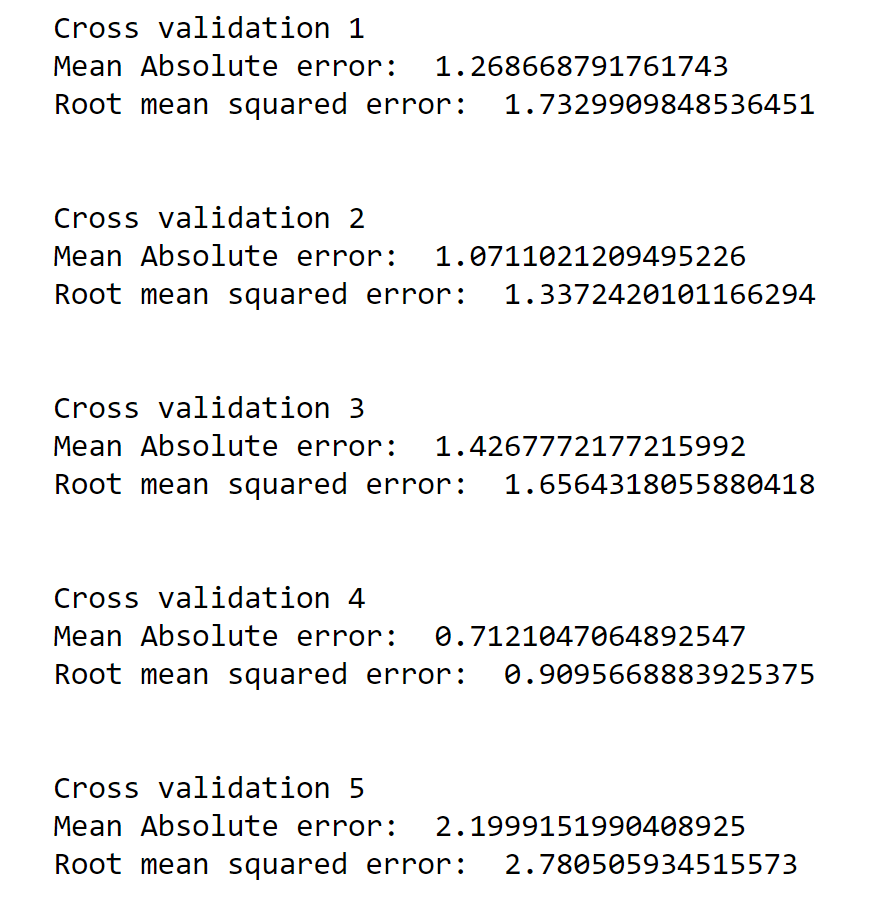 Cross validation 1
Mean Absolute error:  1.268668791761743
Root mean squared error:  1.7329909848536451
Cross validation 2
Mean Absolute error:  1.0711021209495226
Root mean squared error:  1.3372420101166294
Cross validation 3
Mean Absolute error:  1.4267772177215992
Root mean squared error:  1.6564318055880418
Cross validation 4
Mean Absolute error:  0.7121047064892547
Root mean squared error:  0.9095668883925375
Cross validation 5
Mean Absolute error:  2.1999151990408925
Root mean squared error:  2.780505934515573